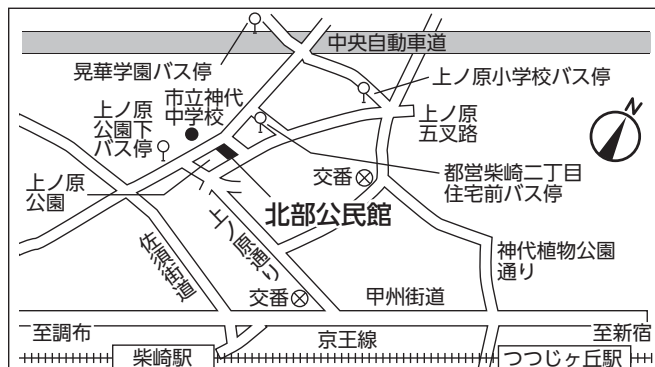 中央自動車道
晃華学園バス停
上ノ原小学校バス停
市立神代
中学校
上ノ原
公園下
バス停
上ノ原
五叉路
N
都営柴崎二丁目
住宅前バス停
交番
上ノ原
公園
北部公民館
上ノ原通り
佐須街道
神代植物公園
通り
交番
甲州街道
至調布
京王線
至新宿
柴崎駅
つつじヶ丘駅